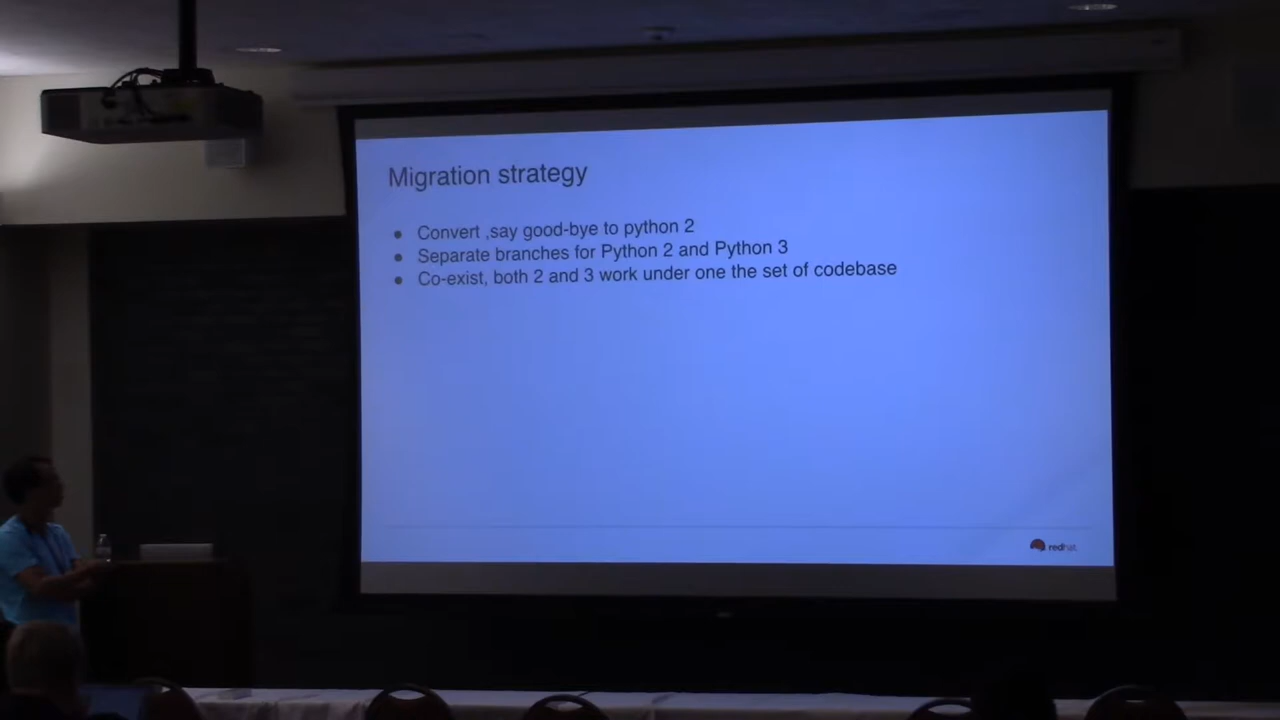 Migration strategy
● Convert ,say good-bye to python 2
● Separate branches for Python 2 and Python 3
● Co-exist, both 2 and 3 work under one the set of codebase
redhat.